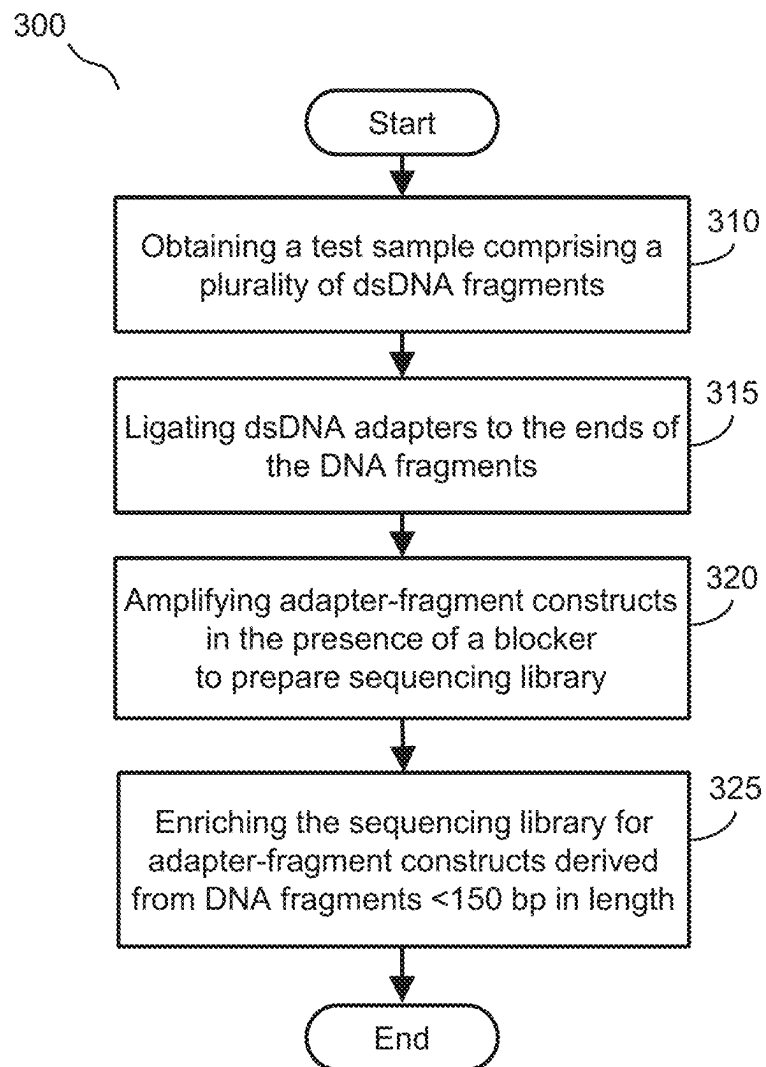 300
Start
310
Obtaining a test sample comprising a
plurality of dsDNA fragments
315
Ligating dsDNA adapters to the ends of
the DNA fragments
320
Amplifying adapter-fragment constructs
in the presence of a blocker
to prepare sequencing library
325
Enriching the sequencing library for
adapter-fragment constructs derived
from DNA fragments <150 bp in length
End